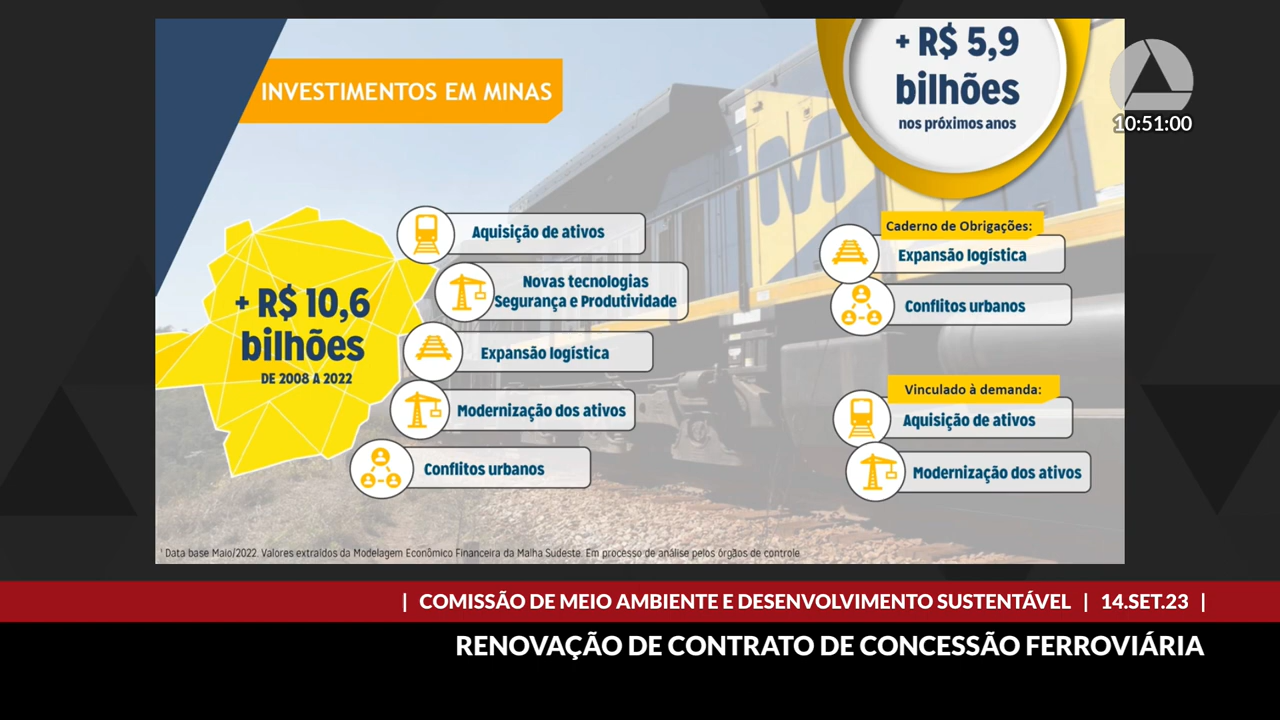 INVESTIMENTOS EM MINAS
+ R$ 5,9
bilhões
nos próximos anos
10:51:00
+ R$ 10,6
bilhões
DE 2008 A 2022
Aquisição de ativos
Novas tecnologias
Segurança e Produtividade
Expansão logística
Modernização dos ativos
Conflitos urbanos
Caderno de Obrigações:
Expansão logística
Conflitos urbanos
Vinculado à demanda:
Aquisição de ativos
Modernização dos ativos
M
¹ Data base Maio/2022. Valores extraídos da Modelagem Econômico Financeira da Malha Sudeste. Em processo de análise pelos órgãos de controle
| COMISSÃO DE MEIO AMBIENTE E DESENVOLVIMENTO SUSTENTÁVEL | 14.SET.23 |
RENOVAÇÃO DE CONTRATO DE CONCESSÃO FERROVIÁRIA